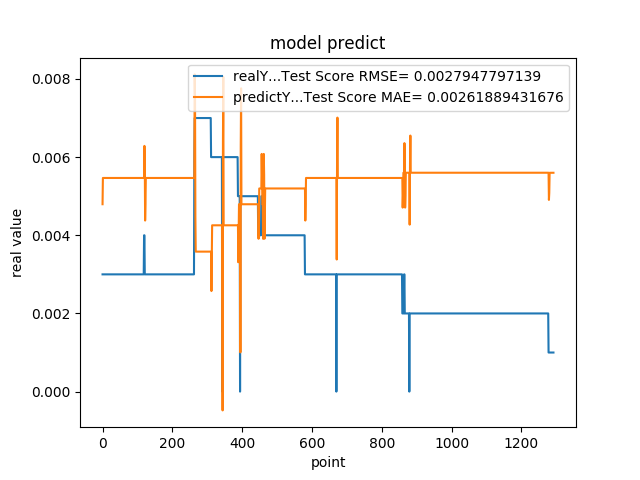 model predict
realY...Test Score RMSE= 0.0027947797139
predictY...Test Score MAE= 0.00261889431676
0.008
0.006
0.004
0.002
0.000
real value
0 200 400 600 800 1000 1200
point